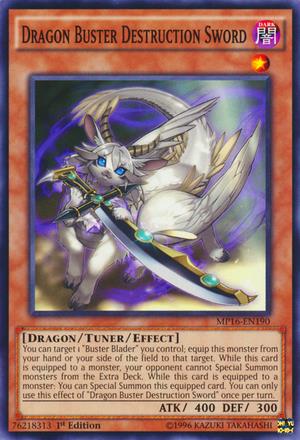 DRAGON BUSTER DESTRUCTION SWORD
DARK
闇
MP16-EN190
[DRAGON/TUNER/EFFECT]
You can target 1 "Buster Blader" you control; equip this monster from
your hand or your side of the field to that target. While this card
is equipped to a monster, your opponent cannot Special Summon
monsters from the Extra Deck. While this card is equipped to a
monster: You can Special Summon this equipped card. You can only
use this effect of "Dragon Buster Destruction Sword" once per turn.
ATK/ 400 DEF/ 300
76218313 1st Edition ©1996 KAZUKI TAKAHASHI